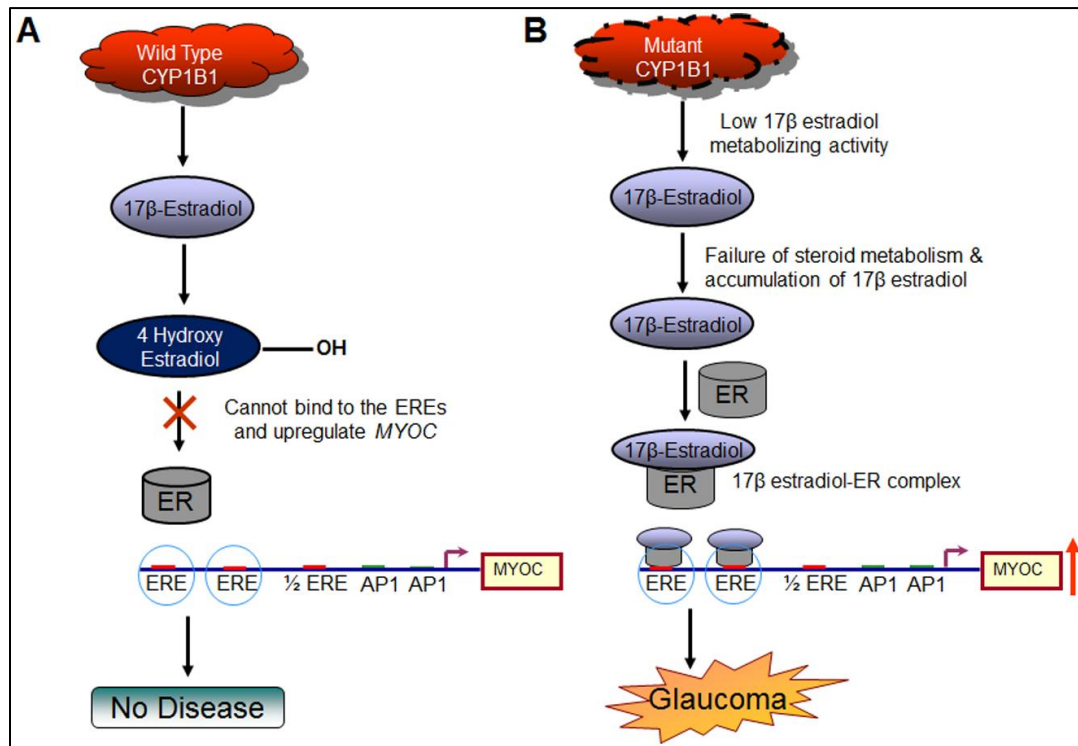 A
Wild Type
CYP1B1
17β-Estradiol
4 Hydroxy
Estradiol
OH
Cannot bind to the EREs
and upregulate MYOC
ER
ERE ERE ½ ERE AP1 AP1 MYOC
No Disease
B
Mutant
CYP1B1
Low 17β estradiol
metabolizing activity
17β-Estradiol
Failure of steroid metabolism &
accumulation of 17β estradiol
17β-Estradiol
ER
17β-Estradiol
ER
17β estradiol-ER complex
ERE ERE ½ ERE AP1 AP1 MYOC
Glaucoma